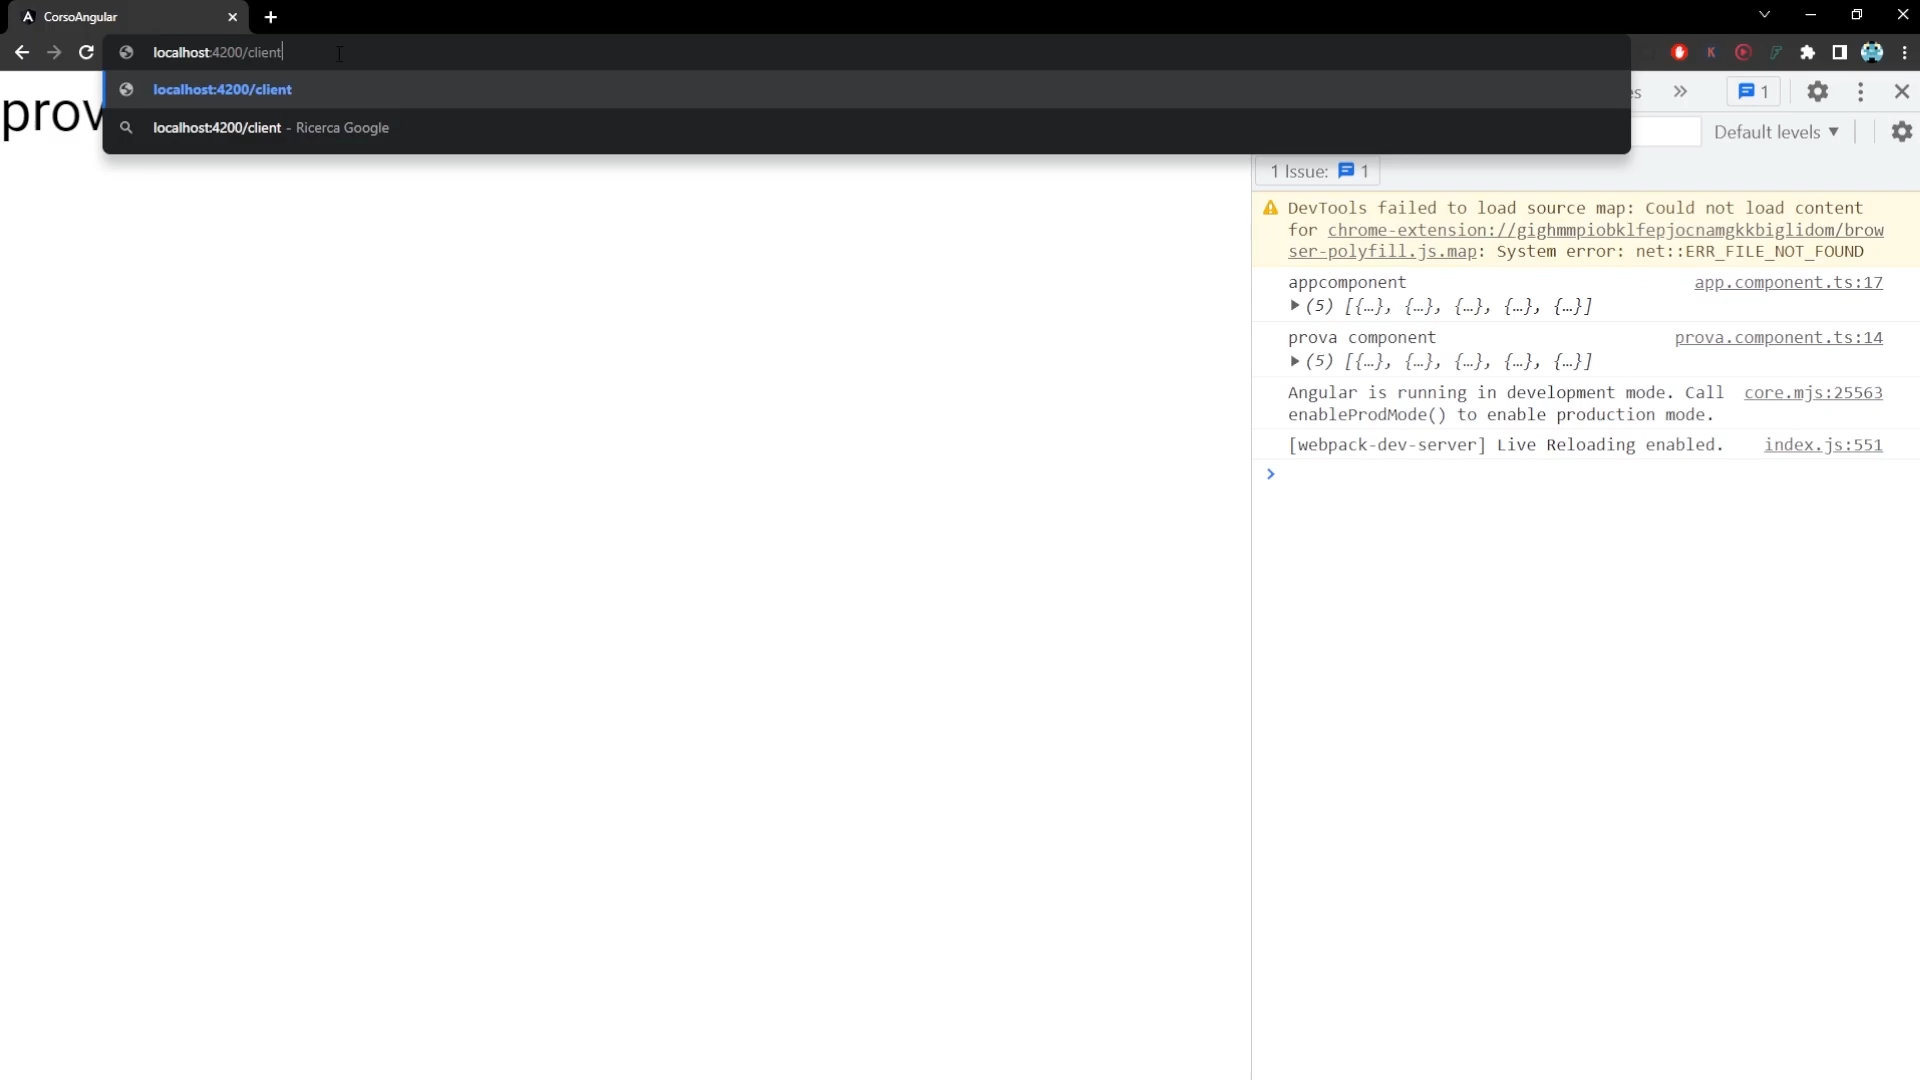 CorsoAngular
localhost:4200/client
localhost:4200/client
localhost:4200/client - Ricerca Google
1
Default levels
1 Issue: 1
DevTools failed to load source map: Could not load content
for chrome-extension://gighmmpiobklfepjocnamgkkbiglidom/brow
ser-polyfill.js.map: System error: net::ERR_FILE_NOT_FOUND
appcomponent app.component.ts:17
(5) [{…}, {…}, {…}, {…}, {…}]
prova component prova.component.ts:14
(5) [{…}, {…}, {…}, {…}, {…}]
Angular is running in development mode. Call core.mjs:25563
enableProdMode() to enable production mode.
[webpack-dev-server] Live Reloading enabled. index.js:551